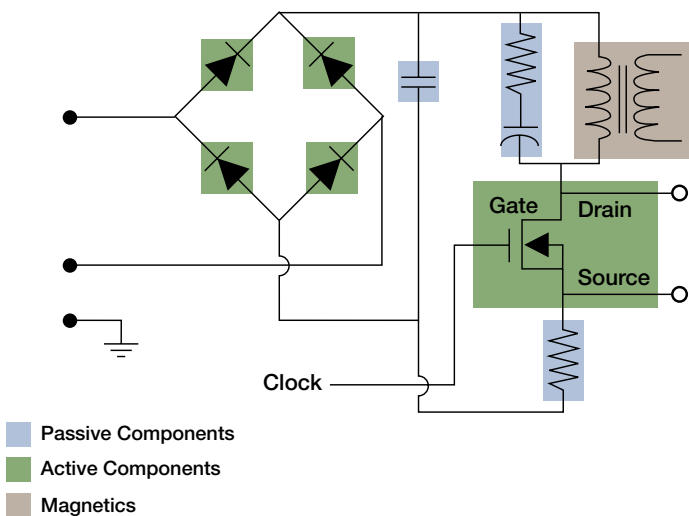 Gate
Drain
Source
Clock
Passive Components
Active Components
Magnetics